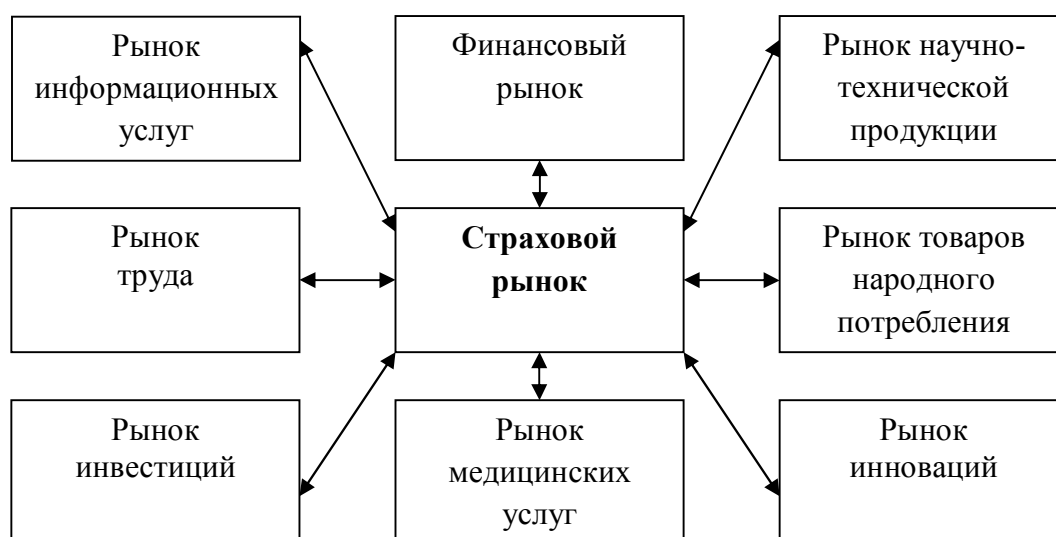 Рынок
информационных
услуг
Финансовый
рынок
Рынок научно-
технической
продукции
Рынок
труда
Страховой
рынок
Рынок товаров
народного
потребления
Рынок
инвестиций
Рынок
медицинских
услуг
Рынок
инноваций